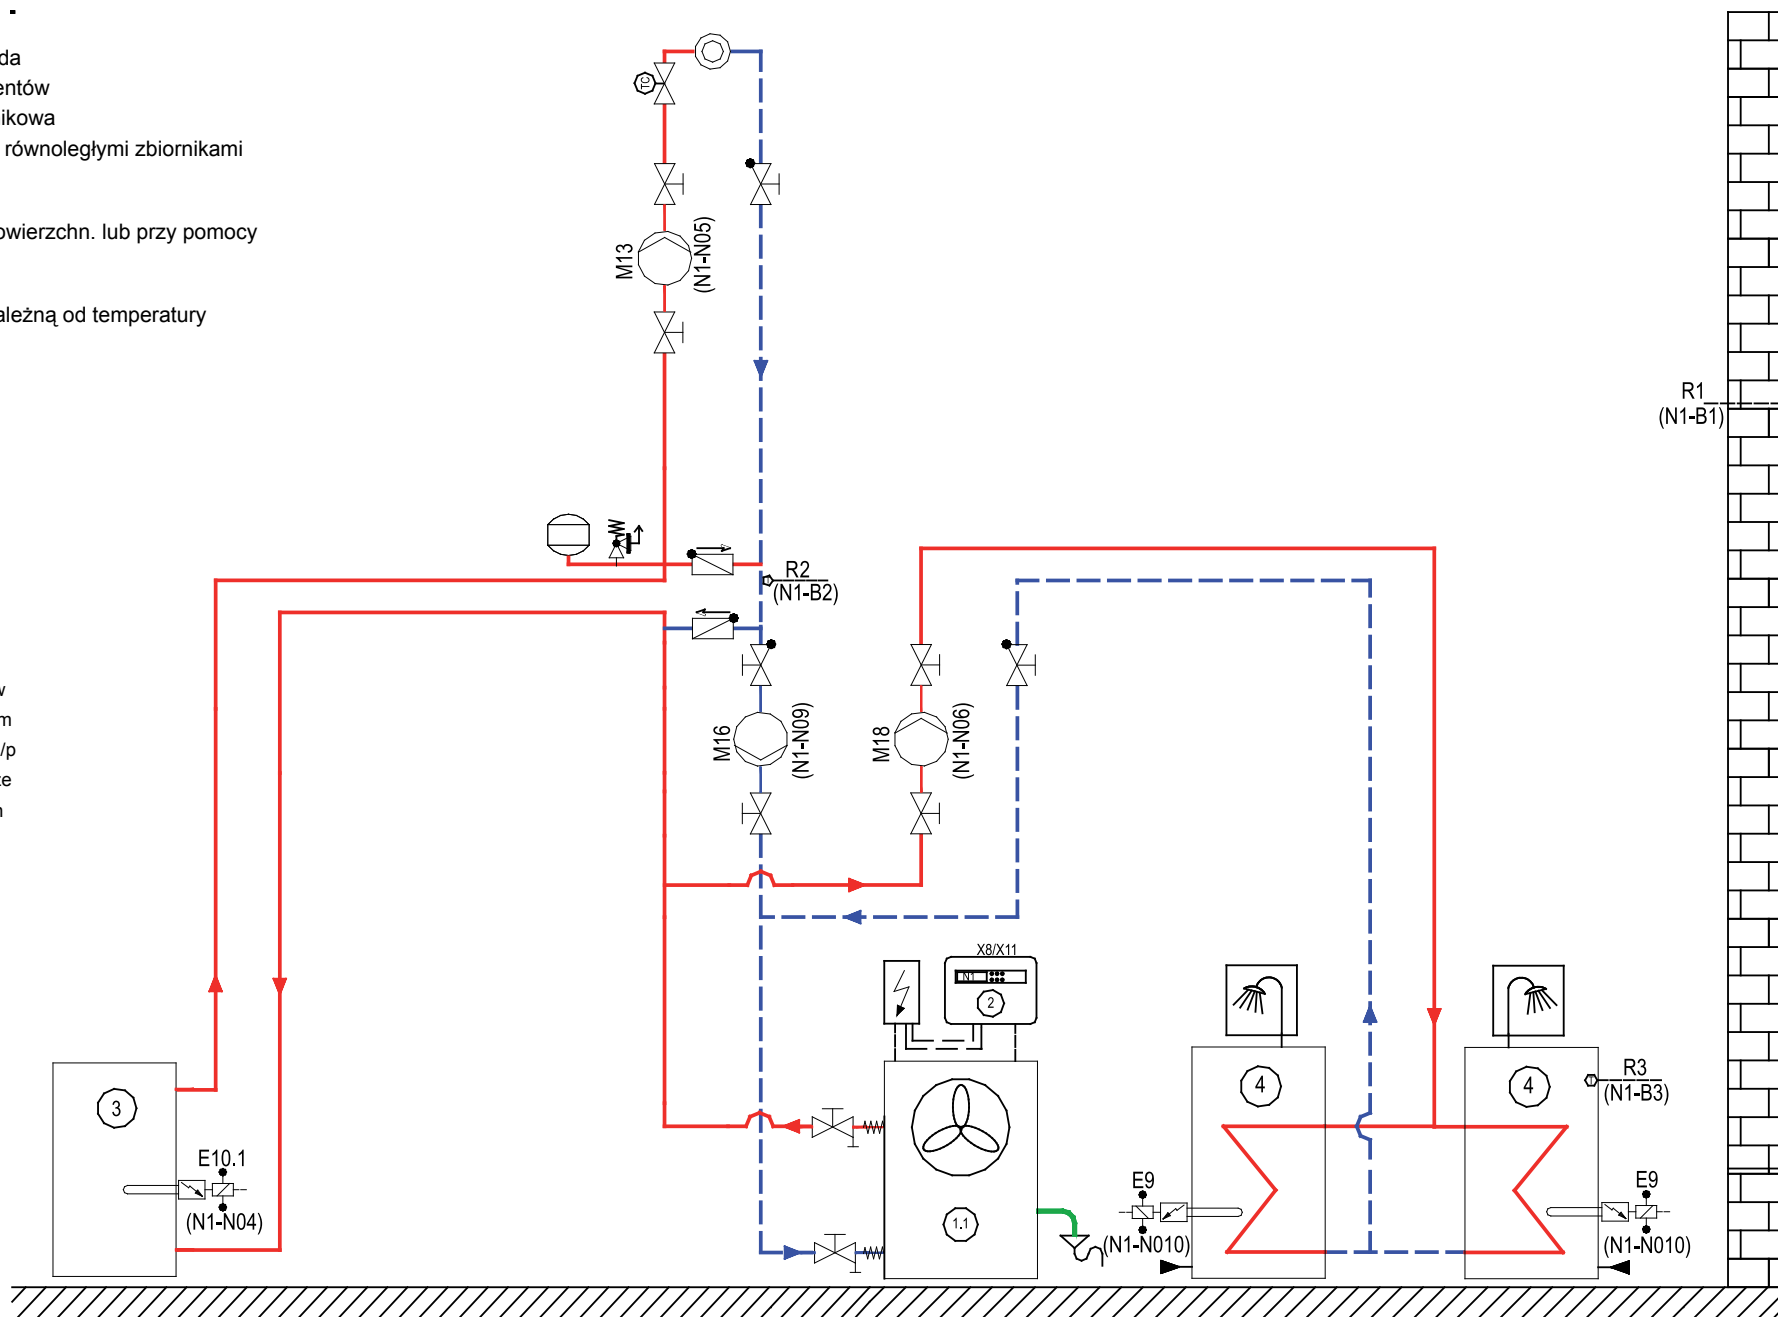 da
entów
ikowa
równoległymi zbiornikami
owierzchn. lub przy pomocy
ależną od temperatury
TC
M13
(N1-N05)
R1
(N1-B1)
R2
(N1-B2)
M16
(N1-N09)
M18
(N1-N06)
w
m
/p
ze
n
X8/X11
N1
2
3
E10.1
(N1-N04)
1.1
4
E9
(N1-N010)
4
R3
(N1-B3)
T
E9
(N1-N010)